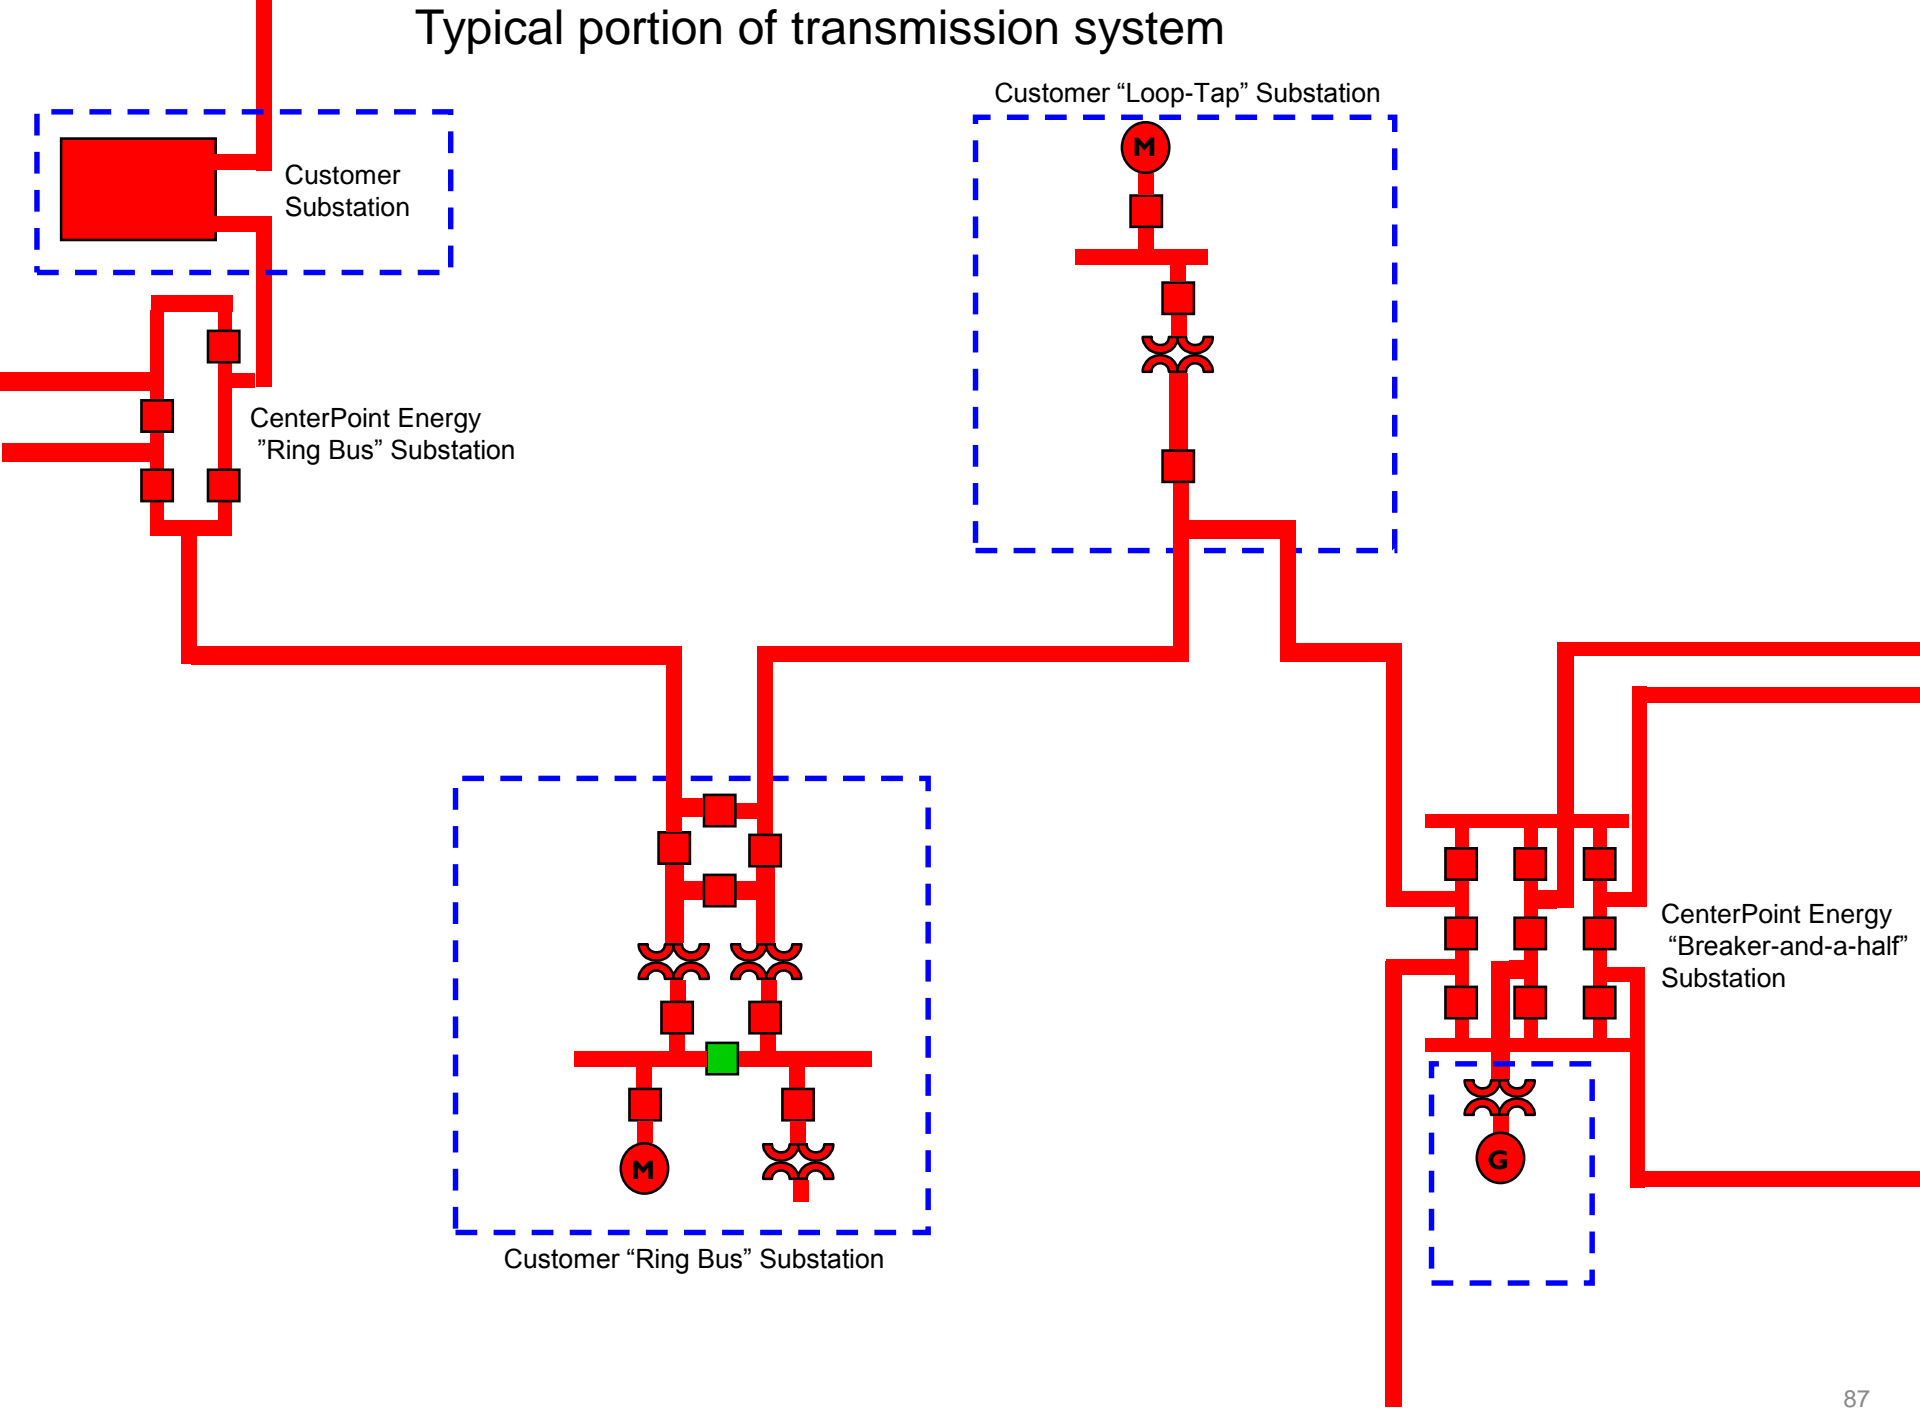 Typical portion of transmission system
Customer “Loop-Tap” Substation
M
Customer
Substation
CenterPoint Energy
”Ring Bus” Substation
CenterPoint Energy
“Breaker-and-a-half”
Substation
M
G
Customer “Ring Bus” Substation
87